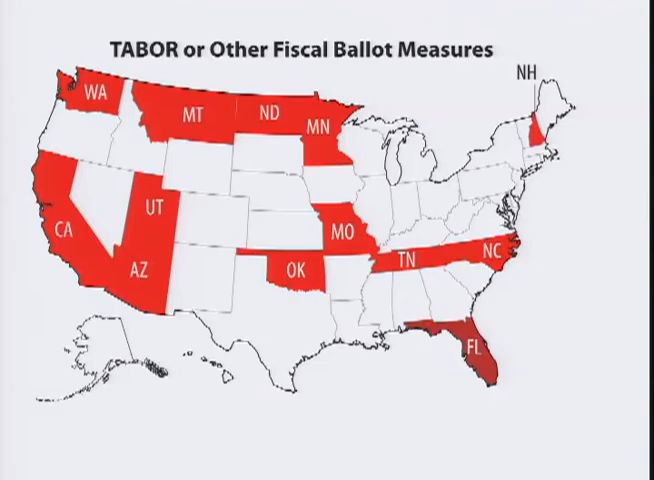 TABOR or Other Fiscal Ballot Measures
NH
WA
MT
ND
MN
UT
CA
MO
AZ
OK
TN
NC
FL